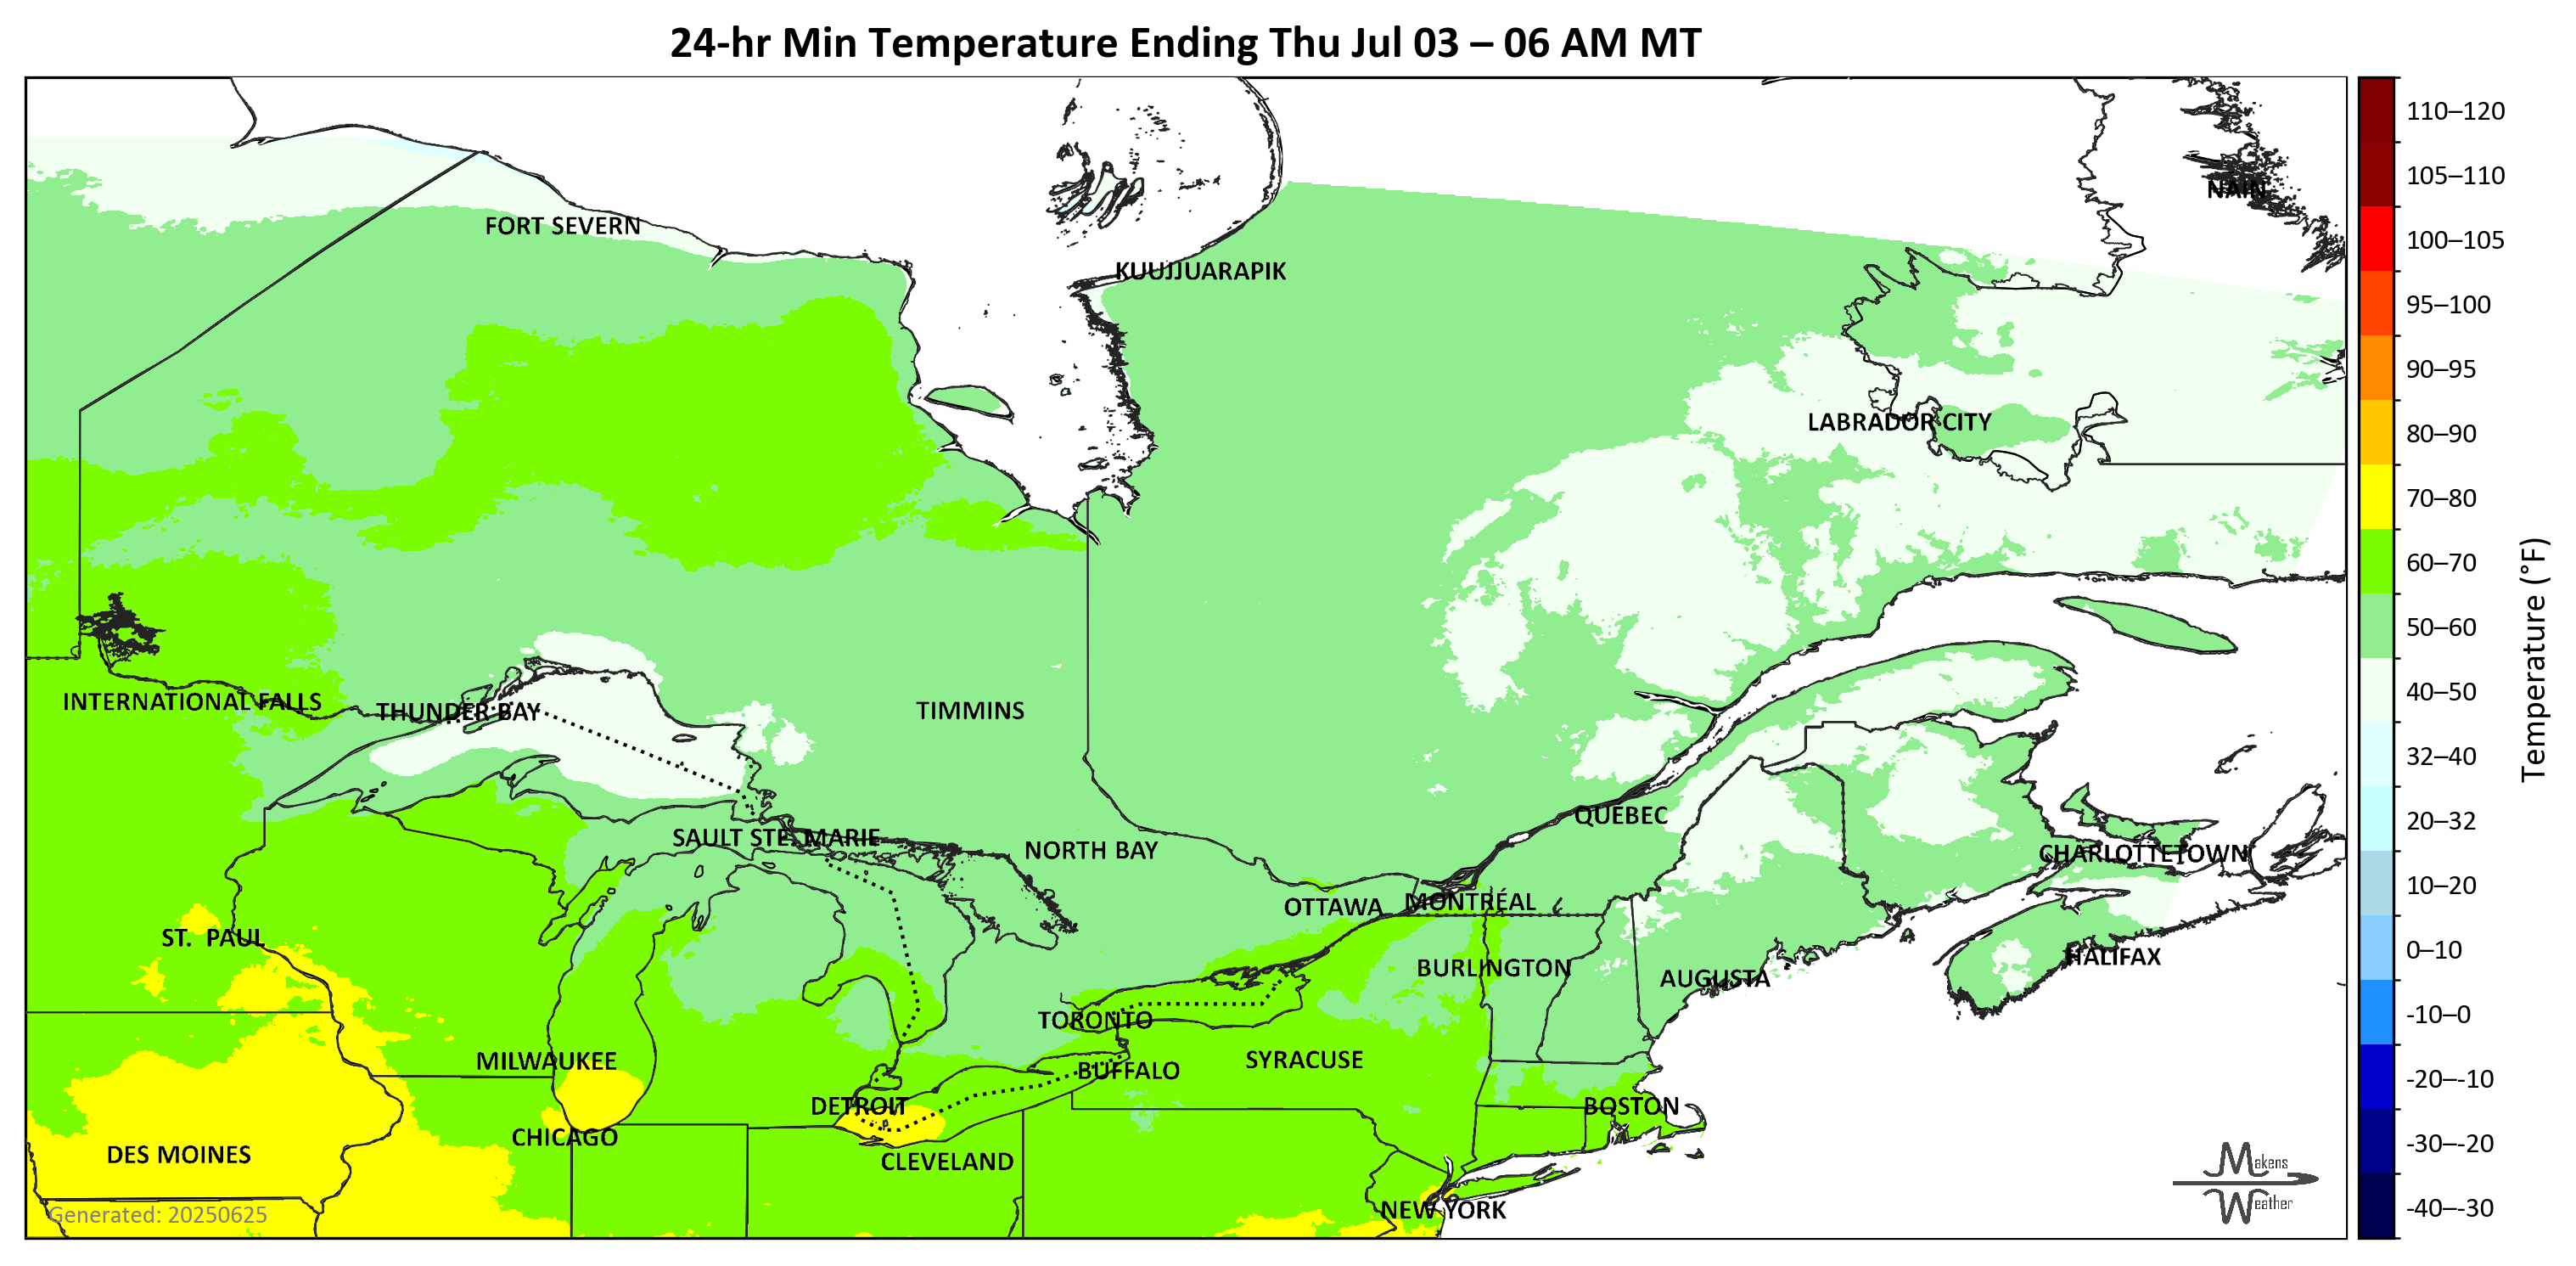 24-hr Min Temperature Ending Thu Jul 03 – 06 AM MT
NAIN
FORT SEVERN
KUUJJUARAPIK
LABRADOR CITY
INTERNATIONAL FALLS
THUNDER BAY
TIMMINS
QUEBEC
SAULT STE. MARIE
NORTH BAY
CHARLOTTETOWN
OTTAWA
MONTRÉAL
ST. PAUL
HALIFAX
BURLINGTON
AUGUSTA
TORONTO
MILWAUKEE
SYRACUSE
BUFFALO
DETROIT
BOSTON
CHICAGO
DES MOINES
CLEVELAND
NEW YORK
Generated: 20250625
Makens
Weather
110–120
105–110
100–105
95–100
90–95
80–90
70–80
60–70
50–60
40–50
32–40
20–32
10–20
0–10
-10–0
-20–-10
-30–-20
-40–-30
Temperature (°F)